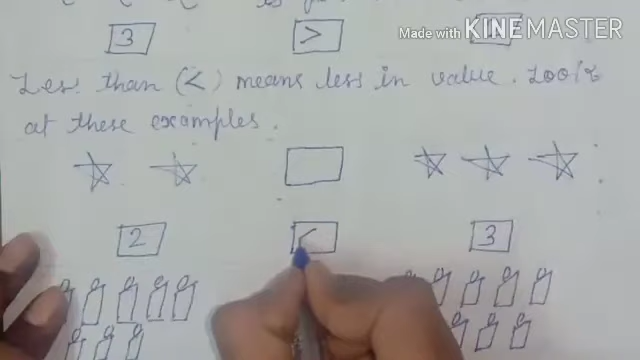 Made with KINEMASTER
3 >
Less than (<) means less in value. Look
at these examples.
2 < 3